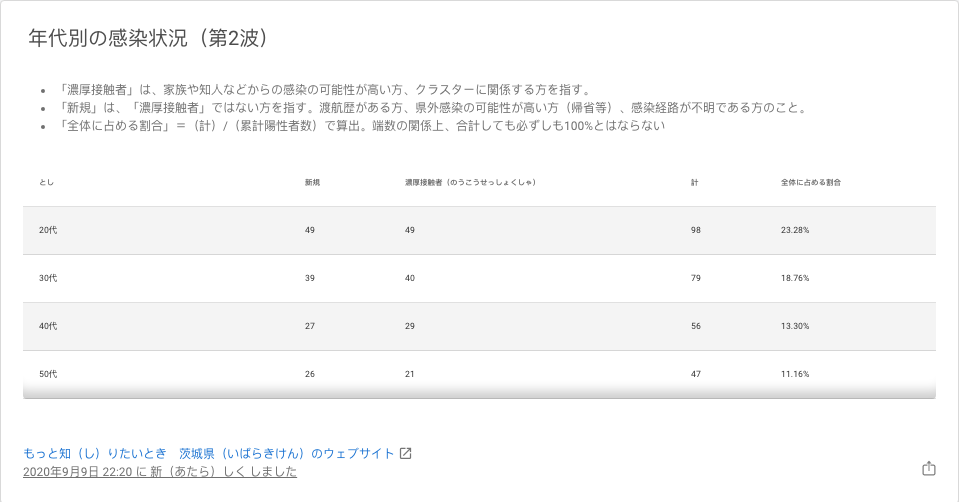 年代別の感染状況（第2波）
「濃厚接触者」は、家族や知人などからの感染の可能性が高い方、クラスターに関係する方を指す。
「新規」は、「濃厚接触者」ではない方を指す。渡航歴がある方、県外感染の可能性が高い方（帰省等）、感染経路が不明である方のこと。
「全体に占める割合」＝（計）/（累計陽性者数）で算出。端数の関係上、合計しても必ずしも100%とはならない
とし 新規 濃厚接触者（のうこうせっしょくしゃ） 計 全体に占める割合
20代 49 49 98 23.28%
30代 39 40 79 18.76%
40代 27 29 56 13.30%
50代 26 21 47 11.16%
もっと知（し）りたいとき　茨城県（いばらきけん）のウェブサイト
2020年9月9日 22:20 に 新（あたら）しく しました